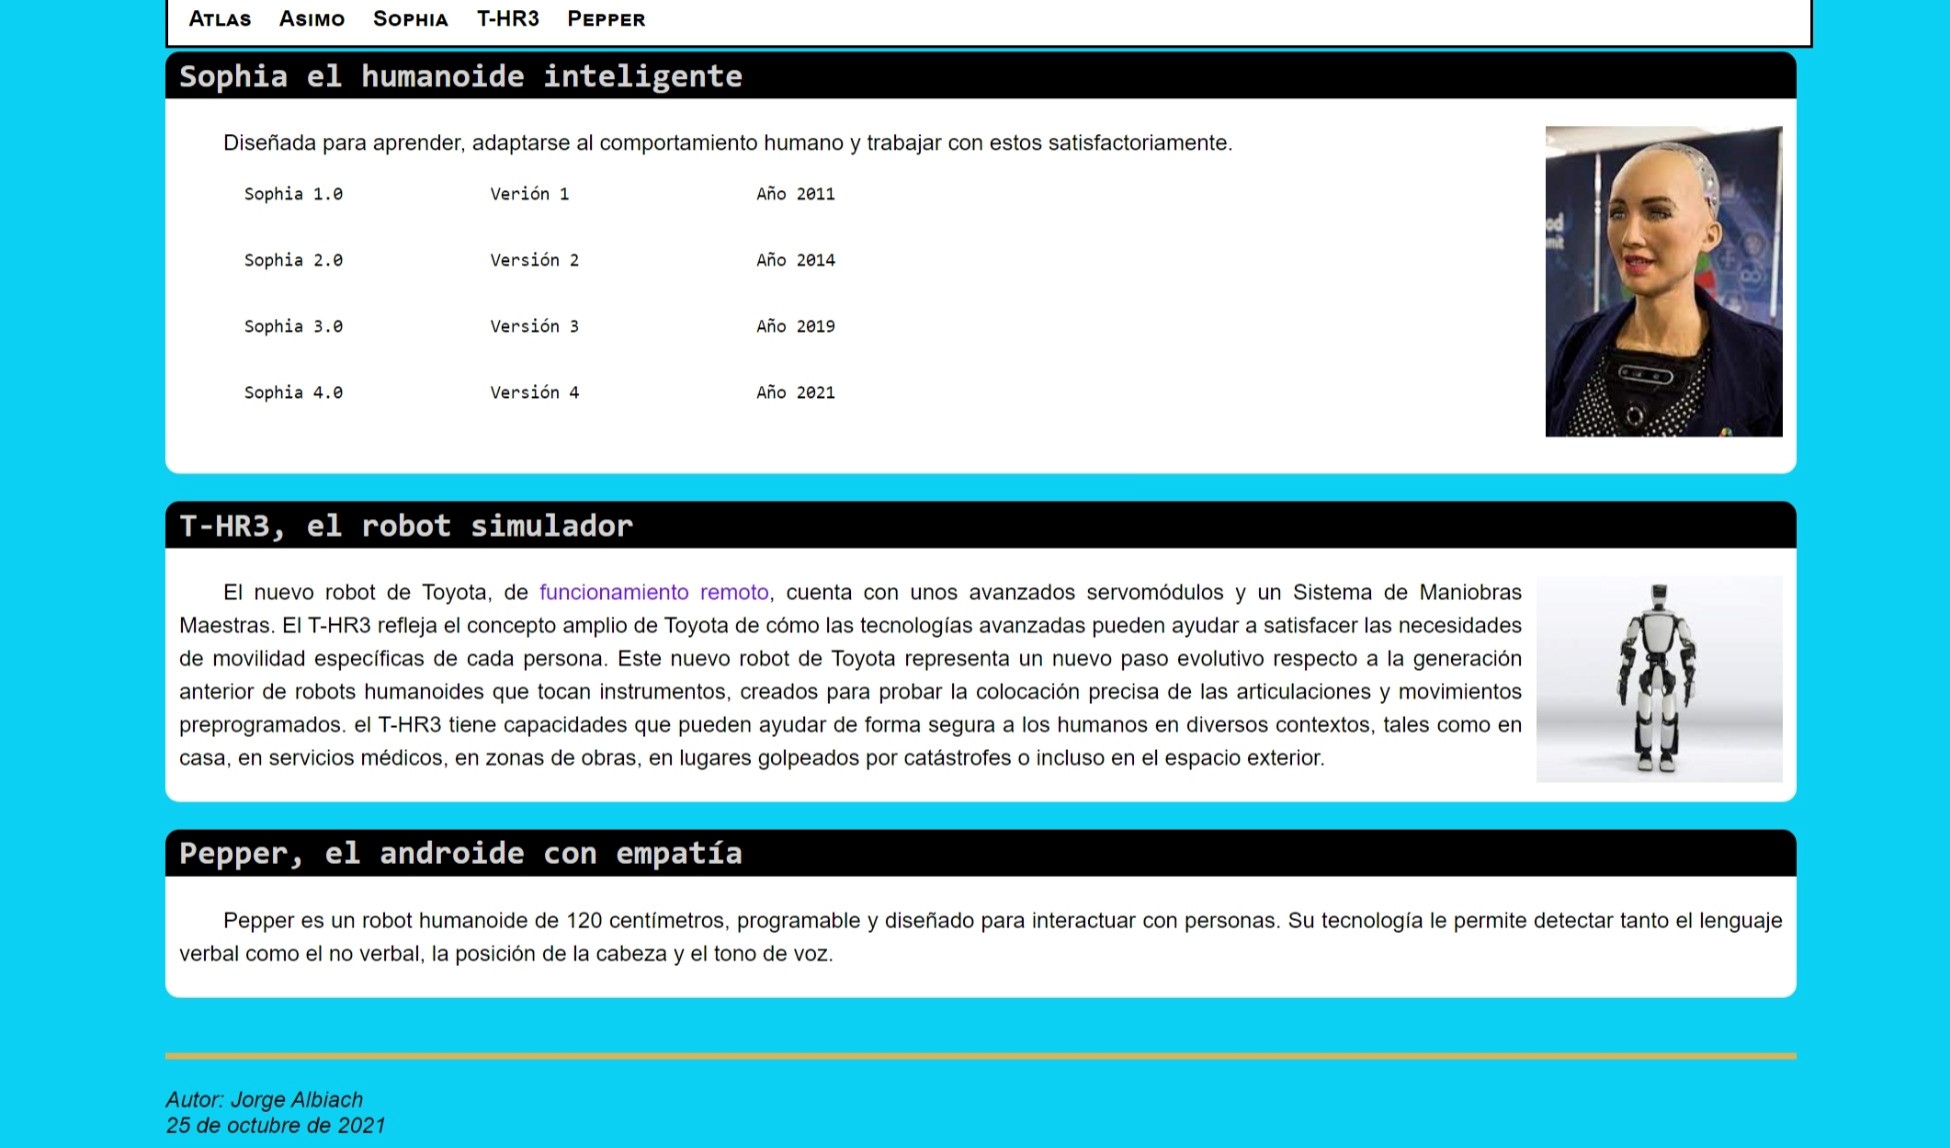 Atlas Asimo Sophia T-HR3 Pepper
Sophia el humanoide inteligente
Diseñada para aprender, adaptarse al comportamiento humano y trabajar con estos satisfactoriamente.
Sophia 1.0 Verión 1 Año 2011
Sophia 2.0 Versión 2 Año 2014
Sophia 3.0 Versión 3 Año 2019
Sophia 4.0 Versión 4 Año 2021
T-HR3, el robot simulador
El nuevo robot de Toyota, de funcionamiento remoto, cuenta con unos avanzados servomódulos y un Sistema de Maniobras
Maestras. El T-HR3 refleja el concepto amplio de Toyota de cómo las tecnologías avanzadas pueden ayudar a satisfacer las necesidades
de movilidad específicas de cada persona. Este nuevo robot de Toyota representa un nuevo paso evolutivo respecto a la generación
anterior de robots humanoides que tocan instrumentos, creados para probar la colocación precisa de las articulaciones y movimientos
preprogramados. el T-HR3 tiene capacidades que pueden ayudar de forma segura a los humanos en diversos contextos, tales como en
casa, en servicios médicos, en zonas de obras, en lugares golpeados por catástrofes o incluso en el espacio exterior.
Pepper, el androide con empatía
Pepper es un robot humanoide de 120 centímetros, programable y diseñado para interactuar con personas. Su tecnología le permite detectar tanto el lenguaje
verbal como el no verbal, la posición de la cabeza y el tono de voz.
Autor: Jorge Albiach
25 de octubre de 2021